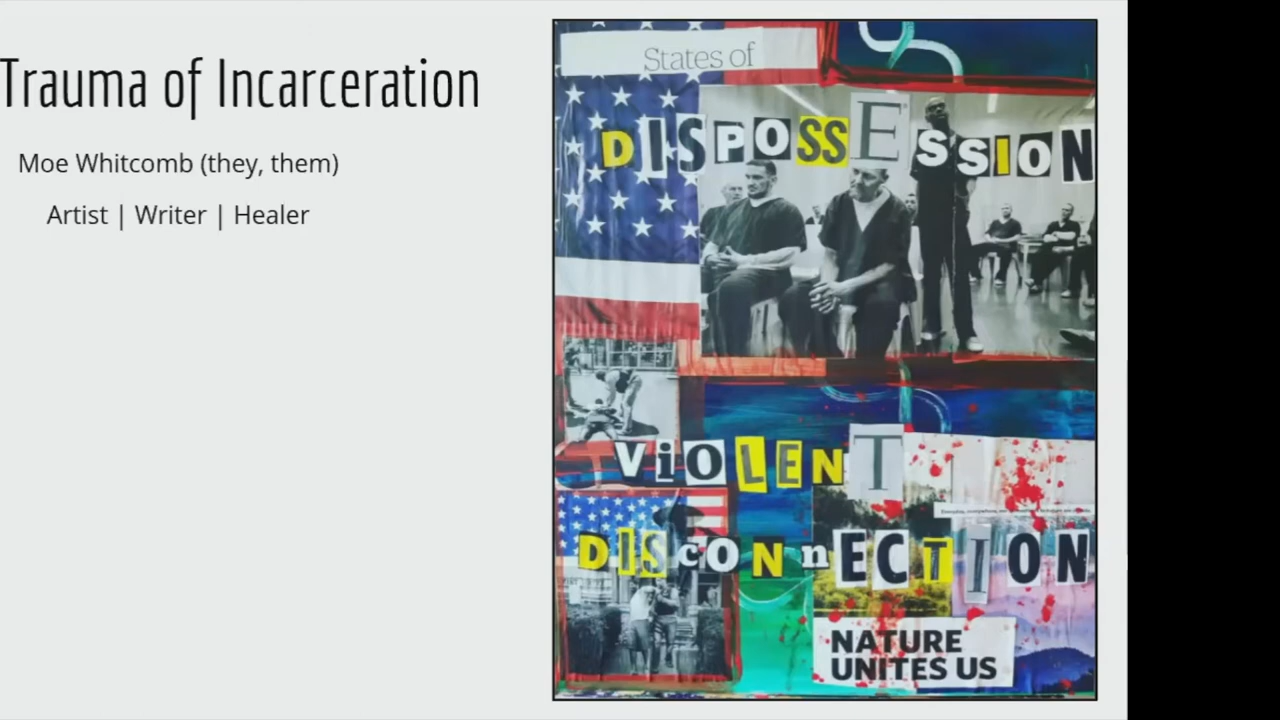 Trauma of Incarceration
Moe Whitcomb (they, them)
Artist | Writer | Healer
States of
DISPOSSESSION
ViOLENT
DISconnECTION
NATURE
UNITES US